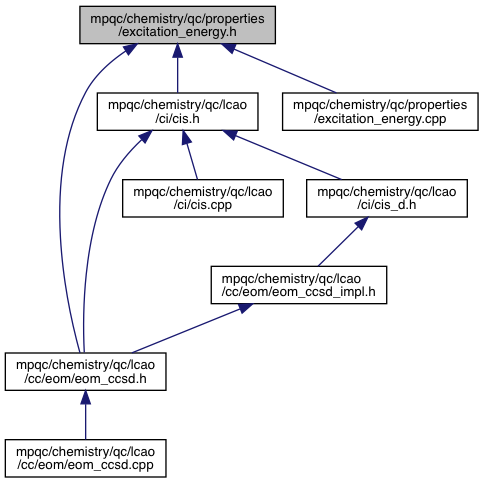 mpqc/chemistry/qc/properties
/excitation_energy.h
mpqc/chemistry/qc/lcao
/ci/cis.h
mpqc/chemistry/qc/properties
/excitation_energy.cpp
mpqc/chemistry/qc/lcao
/ci/cis.cpp
mpqc/chemistry/qc/lcao
/ci/cis_d.h
mpqc/chemistry/qc/lcao
/cc/eom/eom_ccsd_impl.h
mpqc/chemistry/qc/lcao
/cc/eom/eom_ccsd.h
mpqc/chemistry/qc/lcao
/cc/eom/eom_ccsd.cpp